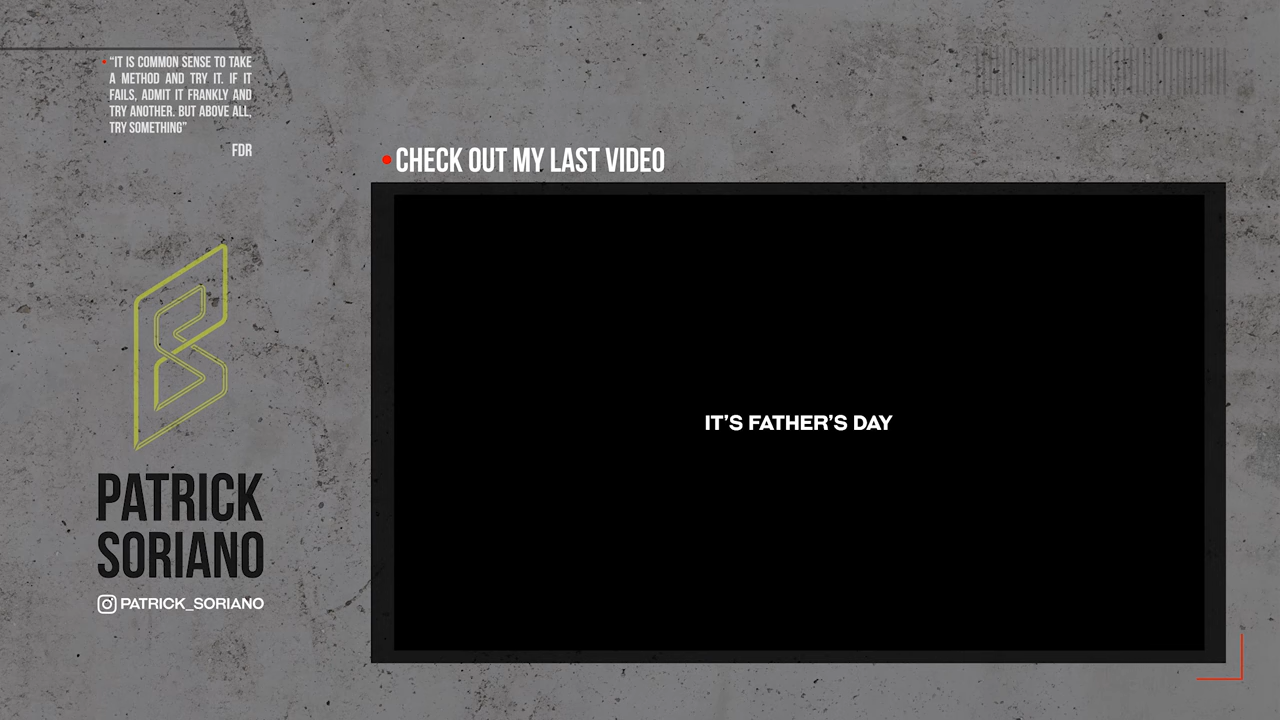 “IT IS COMMON SENSE TO TAKE
A METHOD AND TRY IT. IF IT
FAILS, ADMIT IT FRANKLY AND
TRY ANOTHER. BUT ABOVE ALL,
TRY SOMETHING”
FDR
CHECK OUT MY LAST VIDEO
IT’S FATHER’S DAY
PATRICK
SORIANO
PATRICK_SORIANO